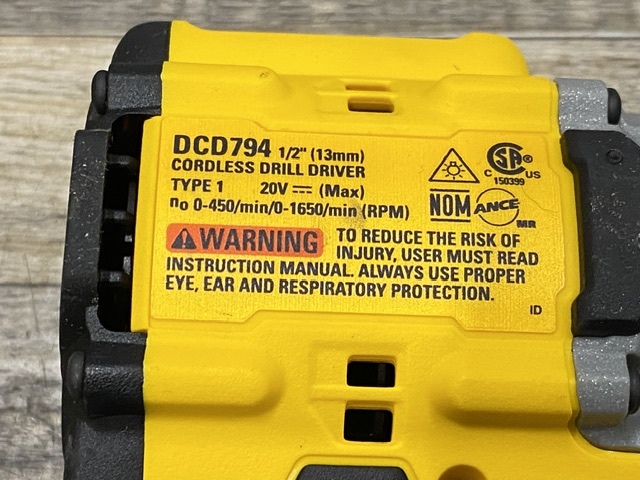 DCD794 1/2" (13mm)
CORDLESS DRILL DRIVER
TYPE 1 20V ⎓ (Max)
no 0-450/min/0-1650/min (RPM)
WARNING TO REDUCE THE RISK OF
INJURY, USER MUST READ
INSTRUCTION MANUAL. ALWAYS USE PROPER
EYE, EAR AND RESPIRATORY PROTECTION.
CSA® C US
150399
NOM ANCE MR
ID